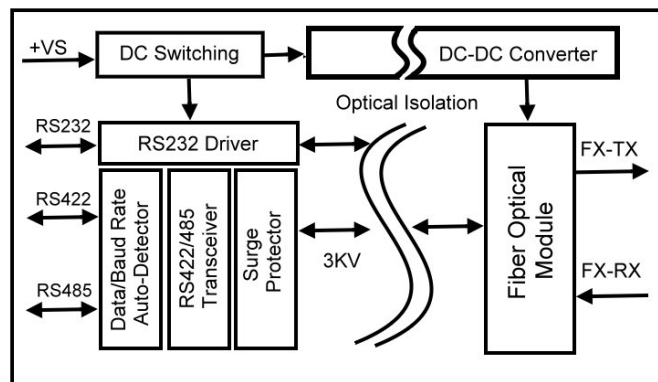 +VS
DC Switching
DC-DC Converter
Optical Isolation
RS232
RS232 Driver
FX-TX
RS422
Data/Baud Rate
Auto-Detector
RS422/485
Transceiver
Surge
Protector
3KV
Fiber Optical
Module
RS485
FX-RX